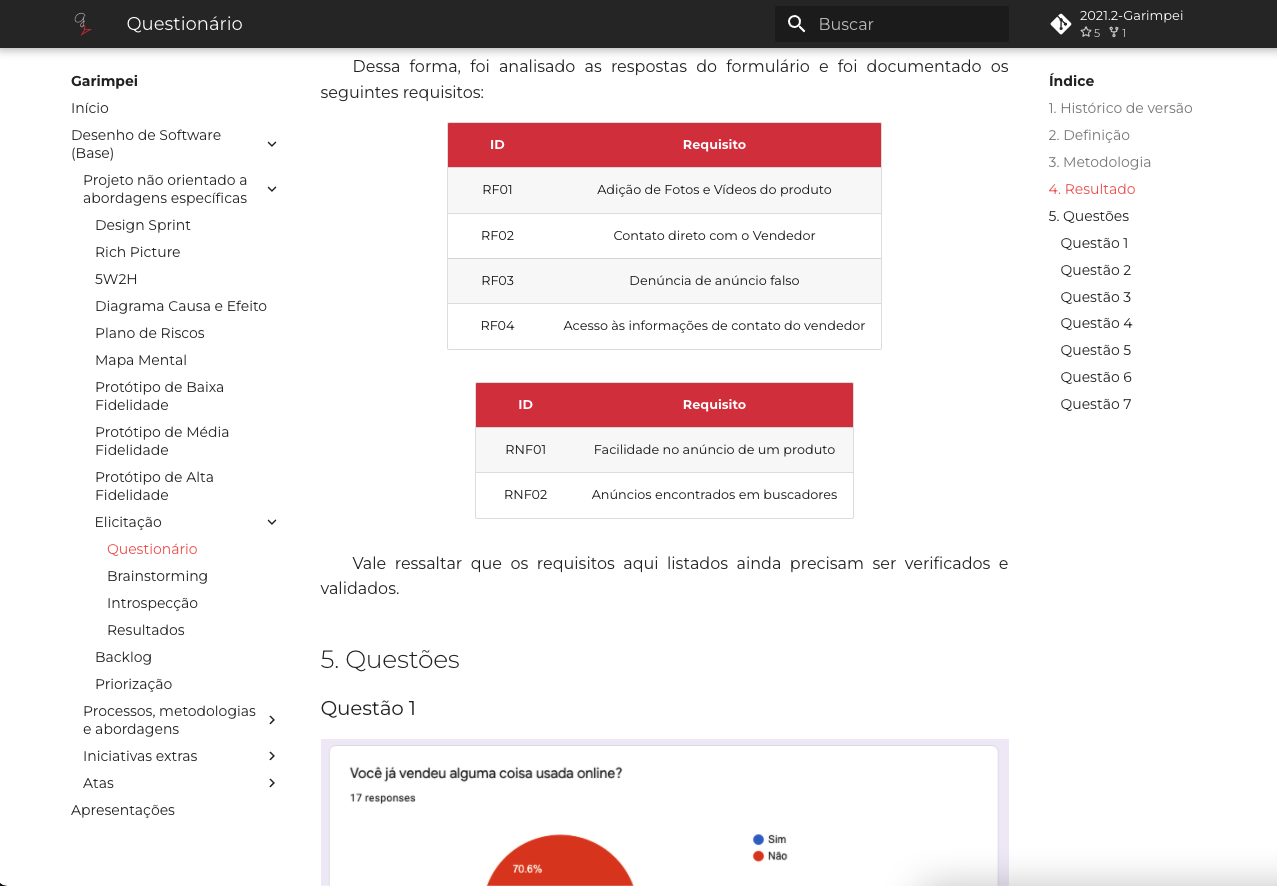 Questionário
Buscar
2021.2-Garimpei
5 1
Garimpei
Início
Desenho de Software
(Base)
Projeto não orientado a
abordagens específicas
Design Sprint
Rich Picture
5W2H
Diagrama Causa e Efeito
Plano de Riscos
Mapa Mental
Protótipo de Baixa
Fidelidade
Protótipo de Média
Fidelidade
Protótipo de Alta
Fidelidade
Elicitação
Questionário
Brainstorming
Introspecção
Resultados
Backlog
Priorização
Processos, metodologias
e abordagens
Iniciativas extras
Atas
Apresentações
Dessa forma, foi analisado as respostas do formulário e foi documentado os
seguintes requisitos:
ID Requisito
RF01 Adição de Fotos e Vídeos do produto
RF02 Contato direto com o Vendedor
RF03 Denúncia de anúncio falso
RF04 Acesso às informações de contato do vendedor
ID Requisito
RNF01 Facilidade no anúncio de um produto
RNF02 Anúncios encontrados em buscadores
Vale ressaltar que os requisitos aqui listados ainda precisam ser verificados e
validados.
5. Questões
Questão 1
Você já vendeu alguma coisa usada online?
17 responses
Sim
Não
70.6%
Índice
1. Histórico de versão
2. Definição
3. Metodologia
4. Resultado
5. Questões
Questão 1
Questão 2
Questão 3
Questão 4
Questão 5
Questão 6
Questão 7